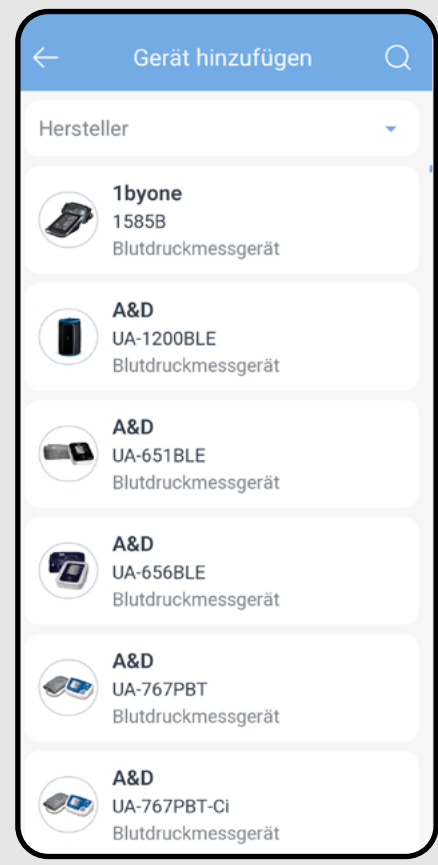 Gerät hinzufügen
Hersteller
1byone
1585B
Blutdruckmessgerät
A&D
UA-1200BLE
Blutdruckmessgerät
A&D
UA-651BLE
Blutdruckmessgerät
A&D
UA-656BLE
Blutdruckmessgerät
A&D
UA-767PBT
Blutdruckmessgerät
A&D
UA-767PBT-Ci
Blutdruckmessgerät